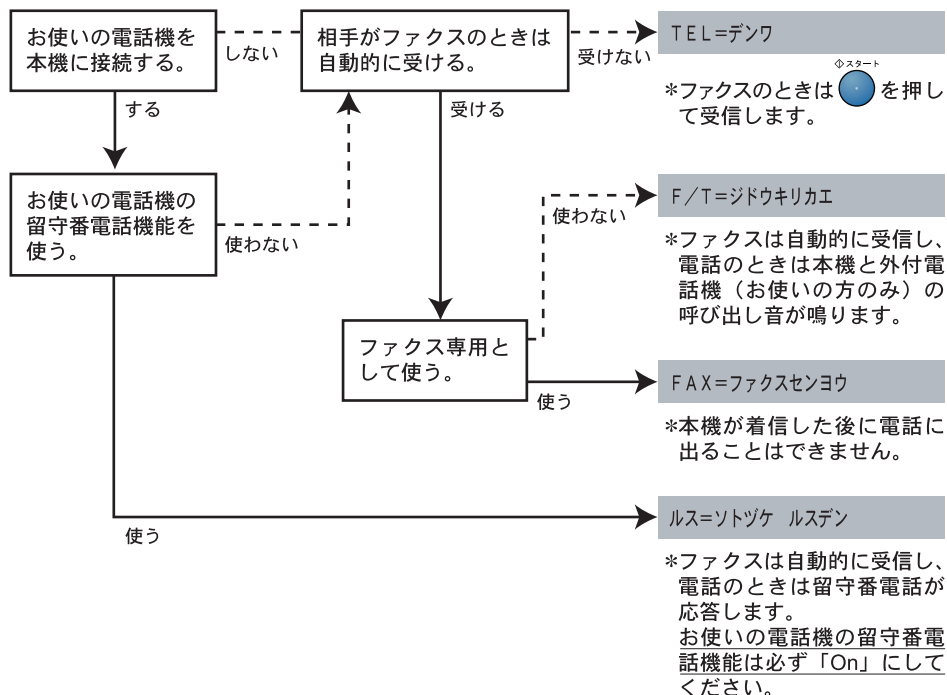 お使いの電話機を
本機に接続する。
しない
相手がファクスのときは
自動的に受ける。
受けない
TEL=デンワ
スタート
*ファクスのときは を押し
て受信します。
する
受ける
お使いの電話機の
留守番電話機能を
使う。
使わない
使わない
F/T=ジドウキリカエ
*ファクスは自動的に受信し、
電話のときは本機と外付電
話機（お使いの方のみ）の
呼び出し音が鳴ります。
ファクス専用と
して使う。
使う
FAX=ファクスセンヨウ
*本機が着信した後に電話に
出ることはできません。
使う
ルス=ソトヅケ ルスデン
*ファクスは自動的に受信し、
電話のときは留守番電話が
応答します。
お使いの電話機の留守番電
話機能は必ず「On」にして
ください。